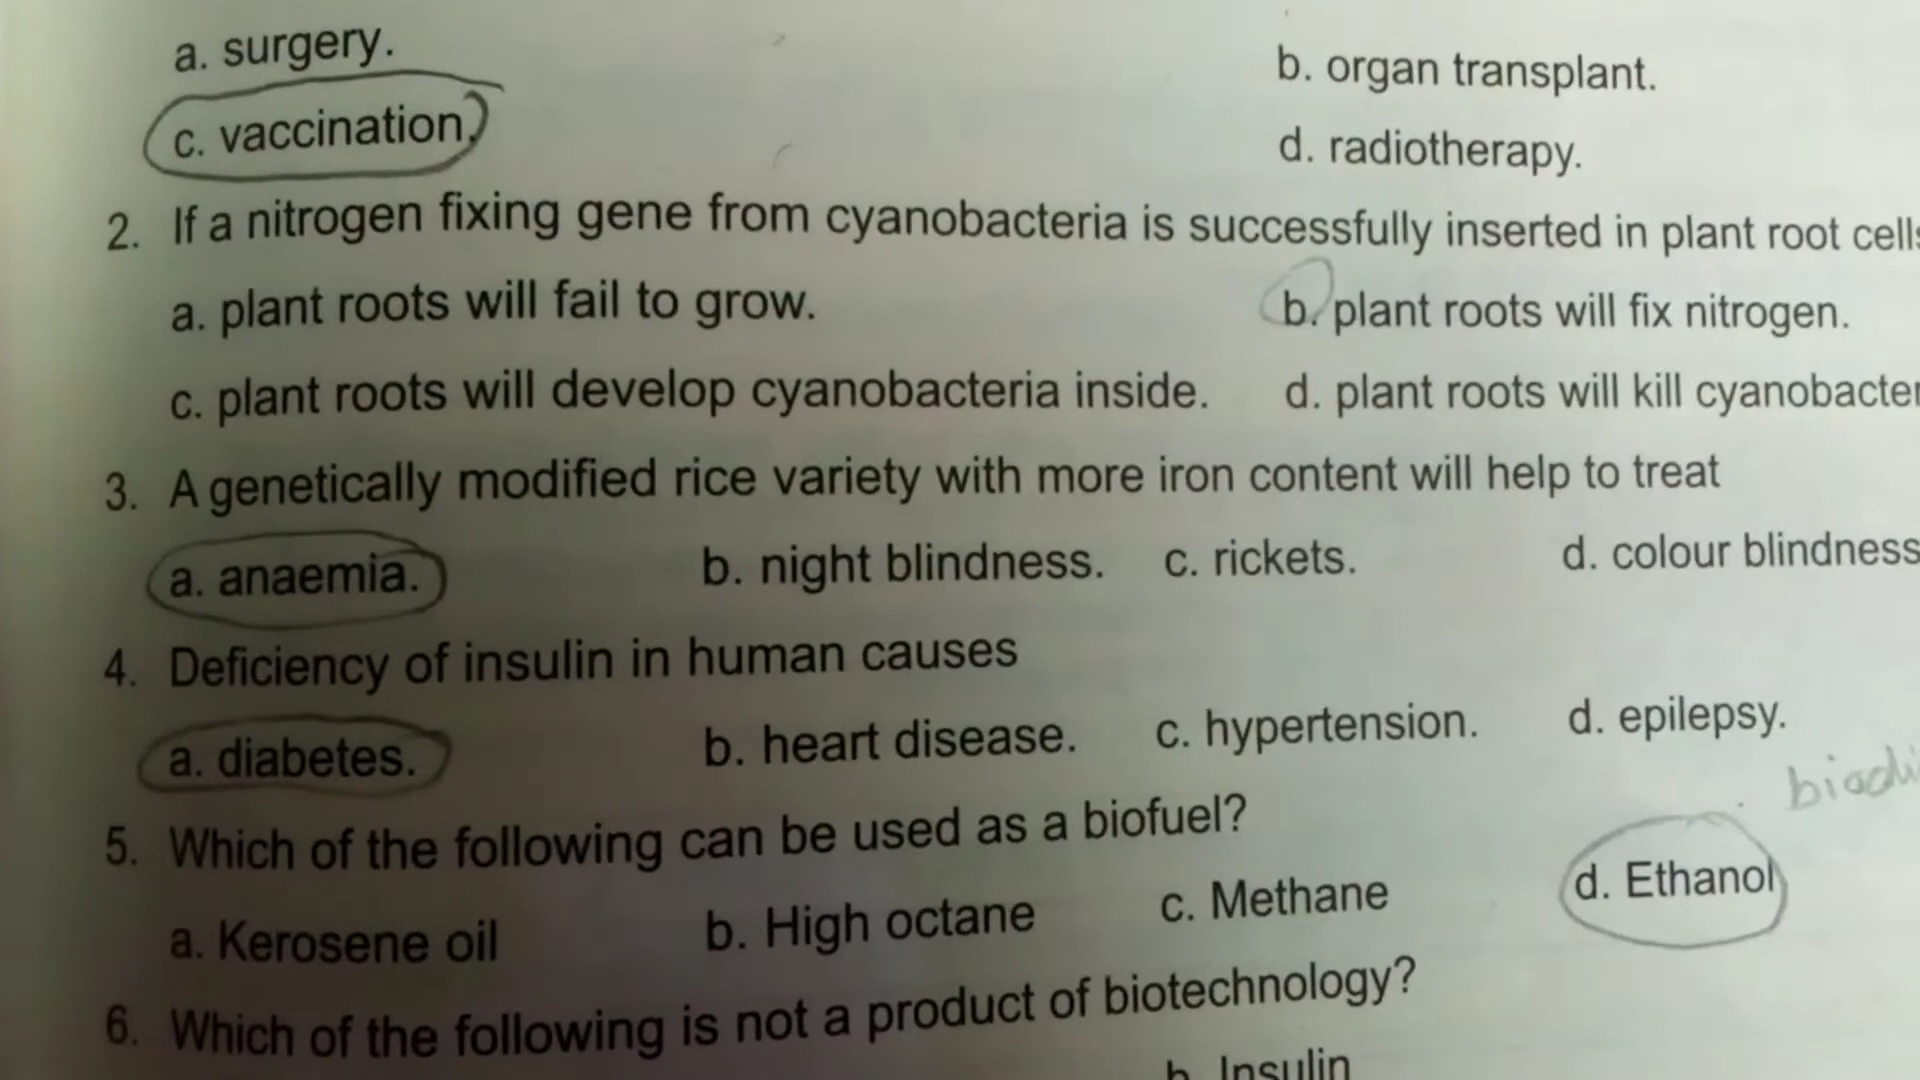 a. surgery.
b. organ transplant.
c. vaccination.
d. radiotherapy.
2. If a nitrogen fixing gene from cyanobacteria is successfully inserted in plant root cells
a. plant roots will fail to grow.
b. plant roots will fix nitrogen.
c. plant roots will develop cyanobacteria inside.
d. plant roots will kill
3. A genetically modified rice variety with more iron content will help to treat
a. anaemia. b. night blindness. c. rickets. d. colour blindness
4. Deficiency of insulin in human causes
a. diabetes. b. heart disease. c. hypertension. d. epilepsy.
5. Which of the following can be used as a biofuel?
a. Kerosene oil b. High octane c. Methane d. Ethanol
6. Which of the following is not a product of biotechnology?
b. Insulin